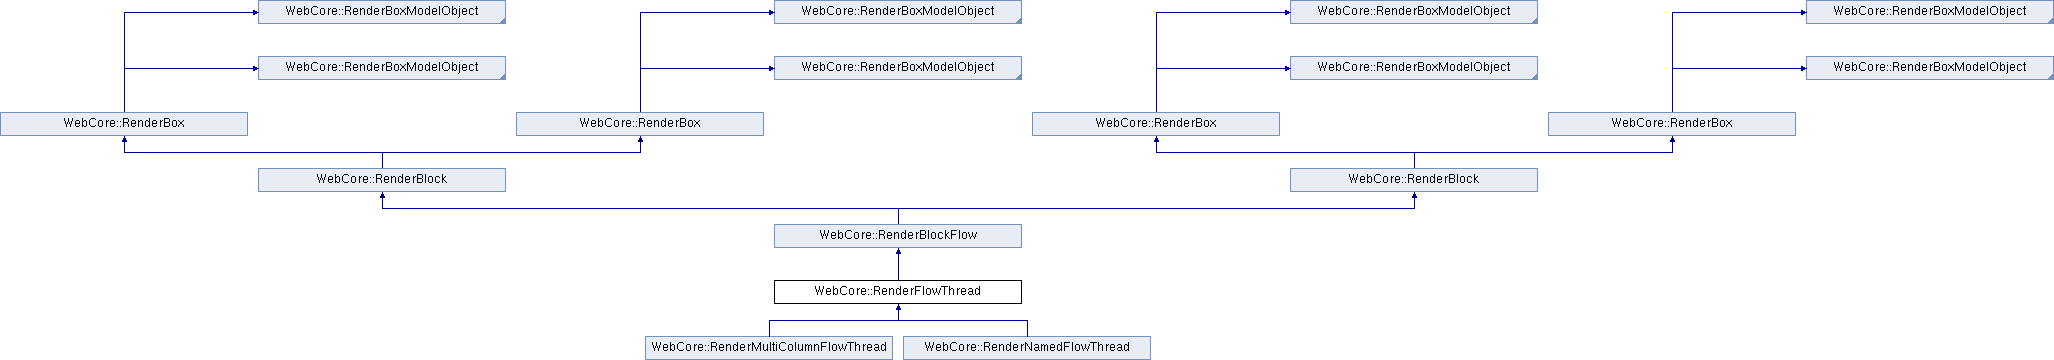 WebCore::RenderBoxModelObject
WebCore::RenderBoxModelObject
WebCore::RenderBoxModelObject
WebCore::RenderBoxModelObject
WebCore::RenderBoxModelObject
WebCore::RenderBoxModelObject
WebCore::RenderBoxModelObject
WebCore::RenderBoxModelObject
WebCore::RenderBox
WebCore::RenderBox
WebCore::RenderBox
WebCore::RenderBox
WebCore::RenderBlock
WebCore::RenderBlock
WebCore::RenderBlockFlow
WebCore::RenderFlowThread
WebCore::RenderMultiColumnFlowThread
WebCore::RenderNamedFlowThread